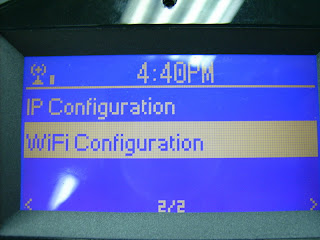 4:40PM
IP Configuration
WiFi Configuration
< 2/2 >